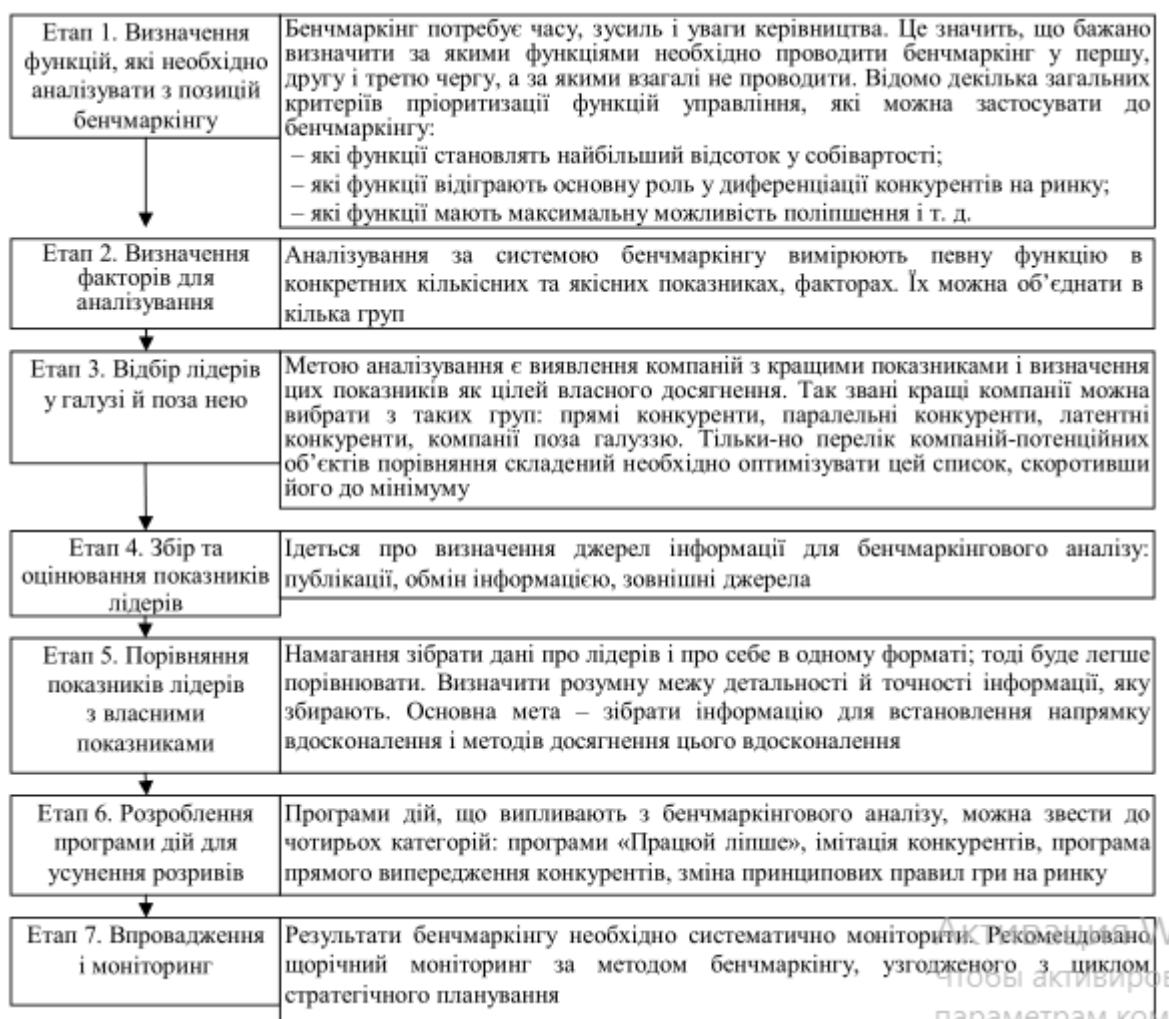 Етап 1. Визначення
функцій, які необхідно
аналізувати з позицій
бенчмаркінгу
Бенчмаркінг потребує часу, зусиль і уваги керівництва. Це значить, що бажано
визначити за якими функціями необхідно проводити бенчмаркінг у першу,
другу і третю чергу, а за якими взагалі не проводити. Відомо декілька загальних
критеріїв пріоритизації функцій управління, які можна застосувати до
бенчмаркінгу:
– які функції становлять найбільший відсоток у собівартості;
– які функції відіграють основну роль у диференціації конкурентів на ринку;
– які функції мають максимальну можливість поліпшення і т. д.
Етап 2. Визначення
факторів для
аналізування
Аналізування за системою бенчмаркінгу вимірюють певну функцію в
конкретних кількісних та якісних показниках, факторах. Їх можна об’єднати в
кілька груп
Етап 3. Відбір лідерів
у галузі й поза нею
Метою аналізування є виявлення компаній з кращими показниками і визначення
цих показників як цілей власного досягнення. Так звані кращі компанії можна
вибрати з таких груп: прямі конкуренти, паралельні конкуренти, латентні
конкуренти, компанії поза галуззю. Тільки-но перелік компаній-потенційних
об’єктів порівняння складений необхідно оптимізувати цей список, скоротивши
його до мінімуму
Етап 4. Збір та
оцінювання показників
лідерів
Ідеться про визначення джерел інформації для бенчмаркінгового аналізу:
публікації, обмін інформацією, зовнішні джерела
Етап 5. Порівняння
показників лідерів
з власними
показниками
Намагання зібрати дані про лідерів і про себе в одному форматі; тоді буде легше
порівнювати. Визначити розумну межу детальності й точності інформації, яку
збирають. Основна мета – зібрати інформацію для встановлення напрямку
вдосконалення і методів досягнення цього вдосконалення
Етап 6. Розроблення
програми дій для
усунення розривів
Програми дій, що випливають з бенчмаркінгового аналізу, можна звести до
чотирьох категорій: програми «Працюй ліпше», імітація конкурентів, програма
прямого випередження конкурентів, зміна принципових правил гри на ринку
Етап 7. Впровадження
і моніторинг
Результати бенчмаркінгу необхідно систематично моніторити. Рекомендовано
щорічний моніторинг за методом бенчмаркінгу, узгодженого з циклом
стратегічного планування
Активация W
Чтобы активиров
параметрам ком